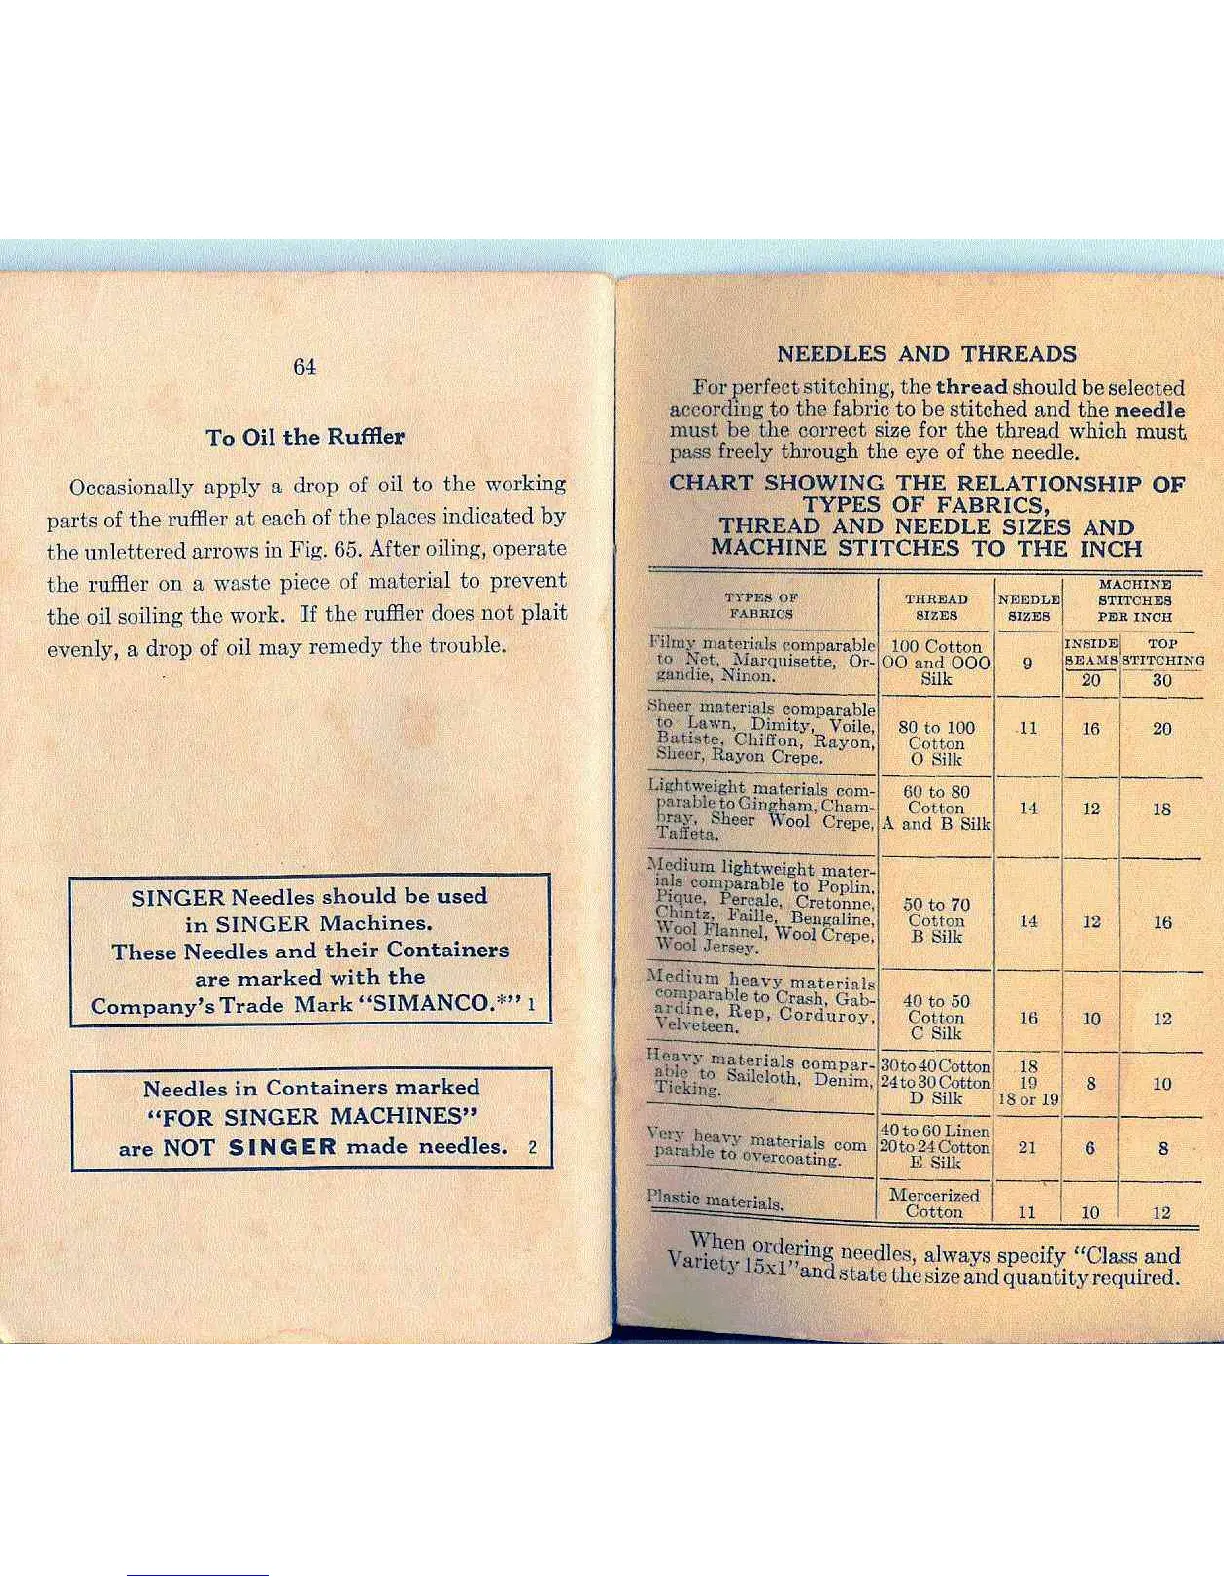 64
To Oil the Ruffler
Occasionally apply a drop of oil to the working
parts of the ruffler at each of the places indicated by
the unlettered arrows in Fig. 65. After oiling, operate
the ruffler on a waste piece of material to prevent
the oil soiling the work. If the ruffler does not plait
evenly, a drop of oil may remedy the trouble.
SINGER Needles should be used
in SINGER Machines.
These Needles and their Containers
are marked with the
Company's Trade Mark "SIMANCO.*" 1
Needles in Containers marked
"FOR SINGER MACHINES"
are NOT SINGER made needles. 2
NEEDLES AND THREADS
For perfect stitching, the thread should be selected
according to the fabric to be stitched and the needle
must be the correct size for the thread which must
pass freely through the eye of the needle.
CHART SHOWING THE RELATIONSHIP OF
TYPES OF FABRICS,
THREAD AND NEEDLE SIZES AND
MACHINE STITCHES TO THE INCH
TYPES OF
FABRICS
THREAD
SIZES
NEEDLE
SIZES
MACHINE
STITCHES
PER INCH
INSIDE
SEAMS
TOP
STITCHING
Filmy materials comparable
to Net, Marquisette, Or-
gandie, Ninon.
100 Cotton
OO and OOO
Silk
9
20
30
Sheer materials comparable
to Lawn, Dimity, Voile,
Batiste, Chiffon, Rayon,
Sheer, Rayon Crepe.
80 to 100
Cotton
O Silk
11
16
20
Lightweight materials com-
parable to Gingham, Cham-
bray, Sheer Wool Crepe,
Taffeta.
60 to 80
Cotton
A and B Silk
14
12
18
Medium lightweight mater-
ials comparable to Poplin,
Pique, Percale, Cretonne,
Chintz, Faille, Bengaline,
Wool Flannel, Wool Crepe,
Wool Jersey.
50 to 70
Cotton
B Silk
14
12
16
Medium heavy materials
comparable to Crash, Gab-
ardine, Rep, Corduroy,
Velveteen.
40 to 50
Cotton
C Silk
16
10
12
Heavy materials compar-
able to Sailcloth, Denim,
Ticking.
30 to 40 Cotton
24 to 30 Cotton
D Silk
18
19
18 or 19
8
10
Very heavy materials com
parable to overcoating.
40 to 60 Linen
20 to 24 Cotton
E Silk
21
6
8
Plastic materials.
Mercerized
Cotton
11
10
12
When ordering needles, always specify "Class and
Variety 15x1" and state the size and quantity required.